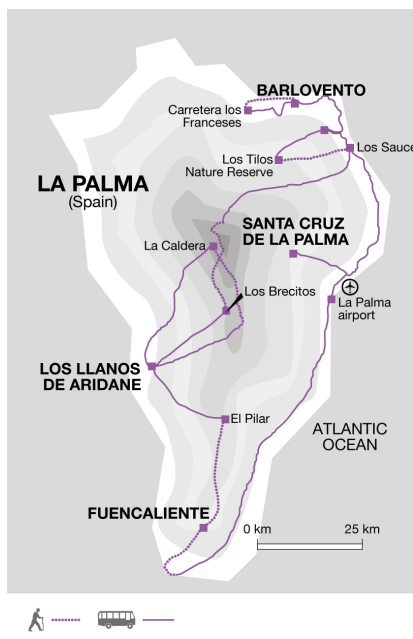 BARLOVENTO
Carretera los
Franceses
Los Sauce
Los Tilos
Nature Reserve
LA PALMA
(Spain)
SANTA CRUZ
DE LA PALMA
La Caldera
Los Brecitos
La Palma
airport
LOS LLANOS
DE ARIDANE
El Pilar
ATLANTIC
OCEAN
FUENCALIENTE
0 km
25 km